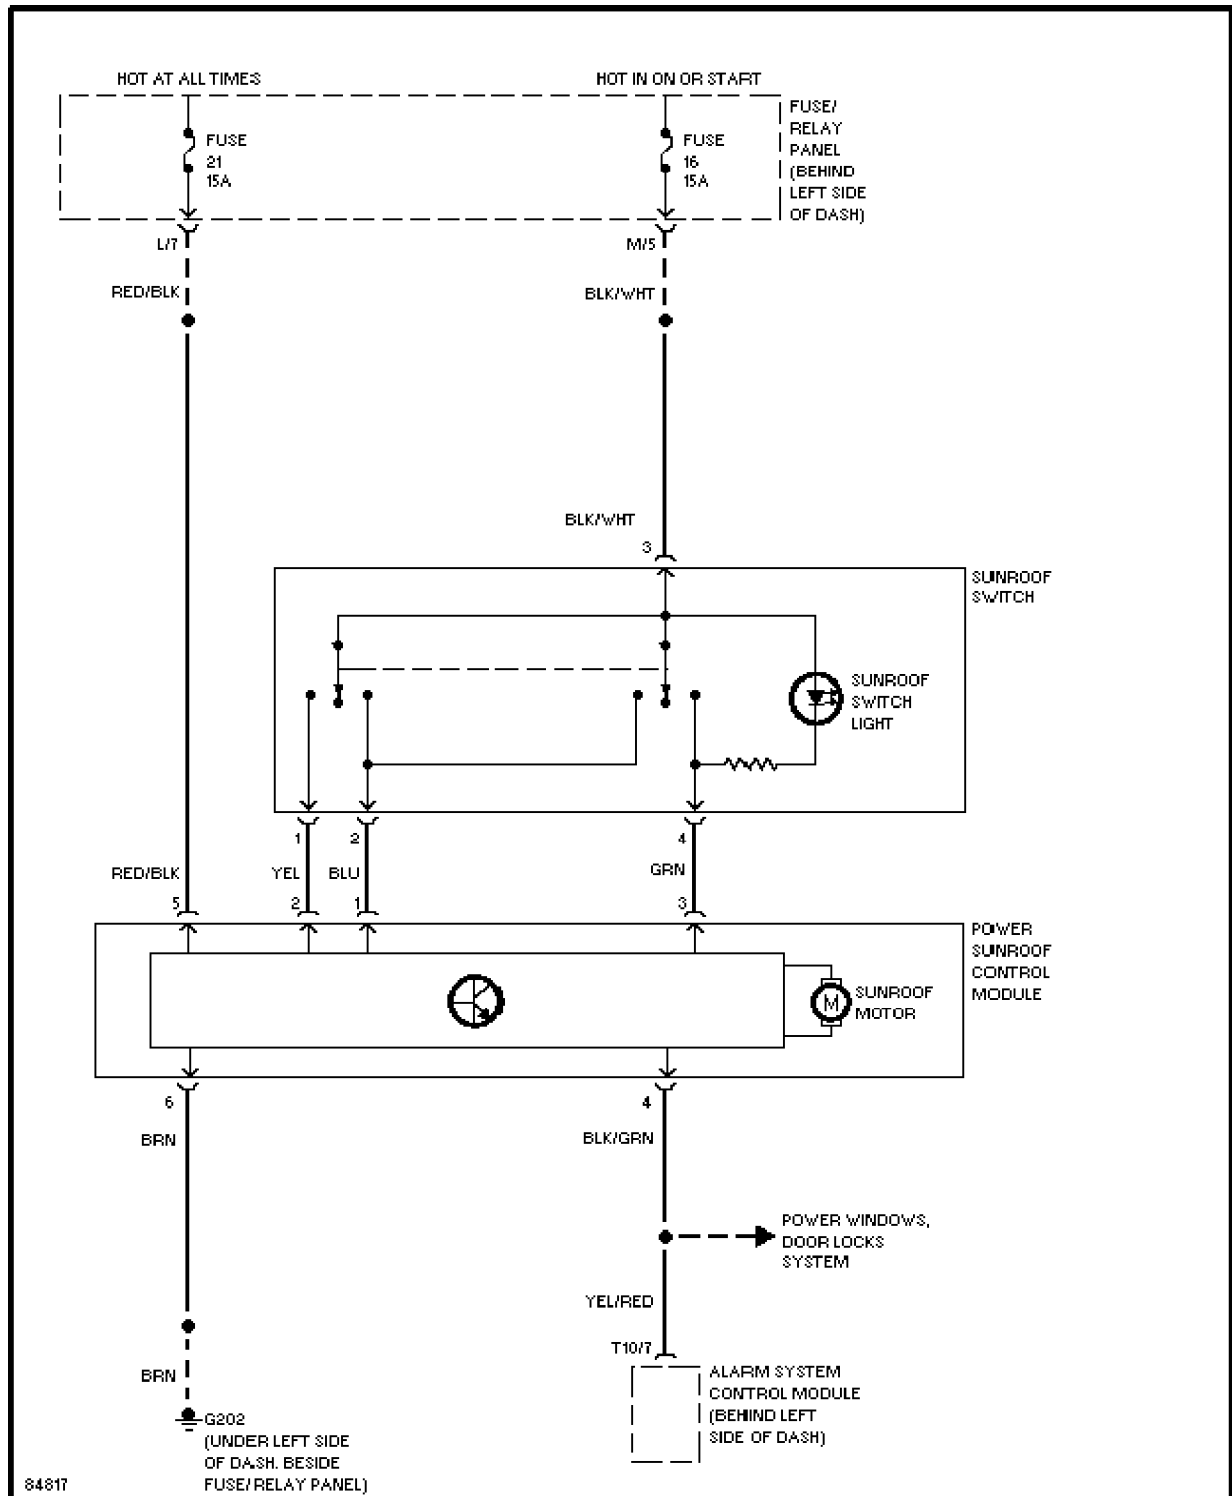 HOT AT ALL TIMES
HOT IN ON OR START
FUSE
21
15A
FUSE
16
15A
FUSE/
RELAY
PANEL
(BEHIND
LEFT SIDE
OF DASH)
L/7
M/5
RED/BLK
BLK/WHT
BLK/WHT
3
SUNROOF
SWITCH
SUNROOF
SWITCH
LIGHT
1
2
4
RED/BLK
YEL
BLU
GRN
5
2
1
3
POWER
SUNROOF
CONTROL
MODULE
M
SUNROOF
MOTOR
6
4
BRN
BLK/GRN
POWER WINDOWS,
DOOR LOCKS
SYSTEM
YEL/RED
T10/7
BRN
ALARM SYSTEM
CONTROL MODULE
(BEHIND LEFT
SIDE OF DASH)
G202
(UNDER LEFT SIDE
OF DASH. BESIDE
FUSE/RELAY PANEL)
84817